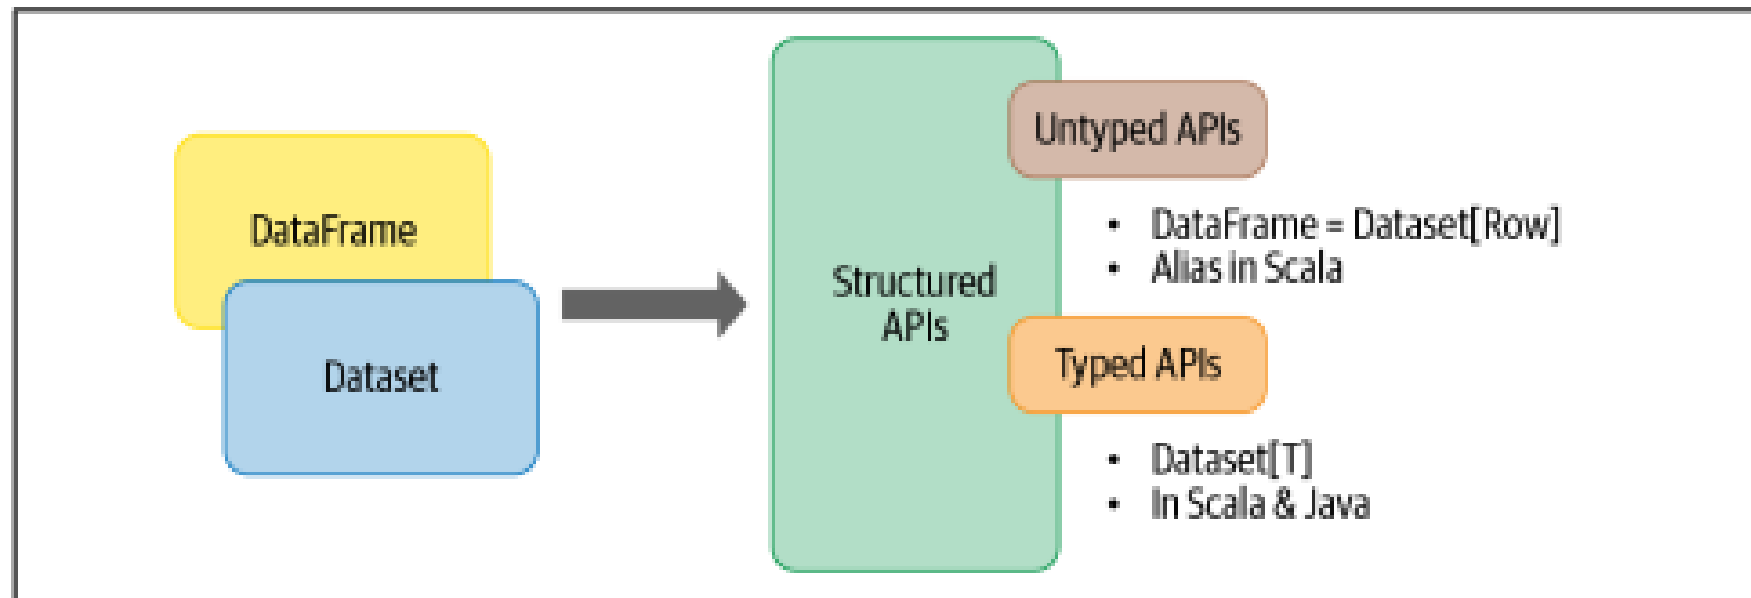 DataFrame
Dataset
Structured
APIs
Untyped APIs
• DataFrame = Dataset[Row]
• Alias in Scala
Typed APIs
• Dataset[T]
• In Scala & Java